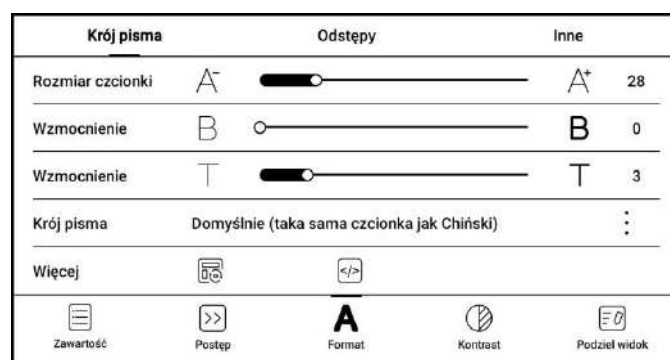 Krój pisma Odstępy Inne
Rozmiar czcionki A- A+ 28
Wzmocnienie B B 0
Wzmocnienie T T 3
Krój pisma Domyślnie (taka sama czcionka jak Chiński)
Więcej </>
A
Zawartość Postęp Format Kontrast Podziel widok